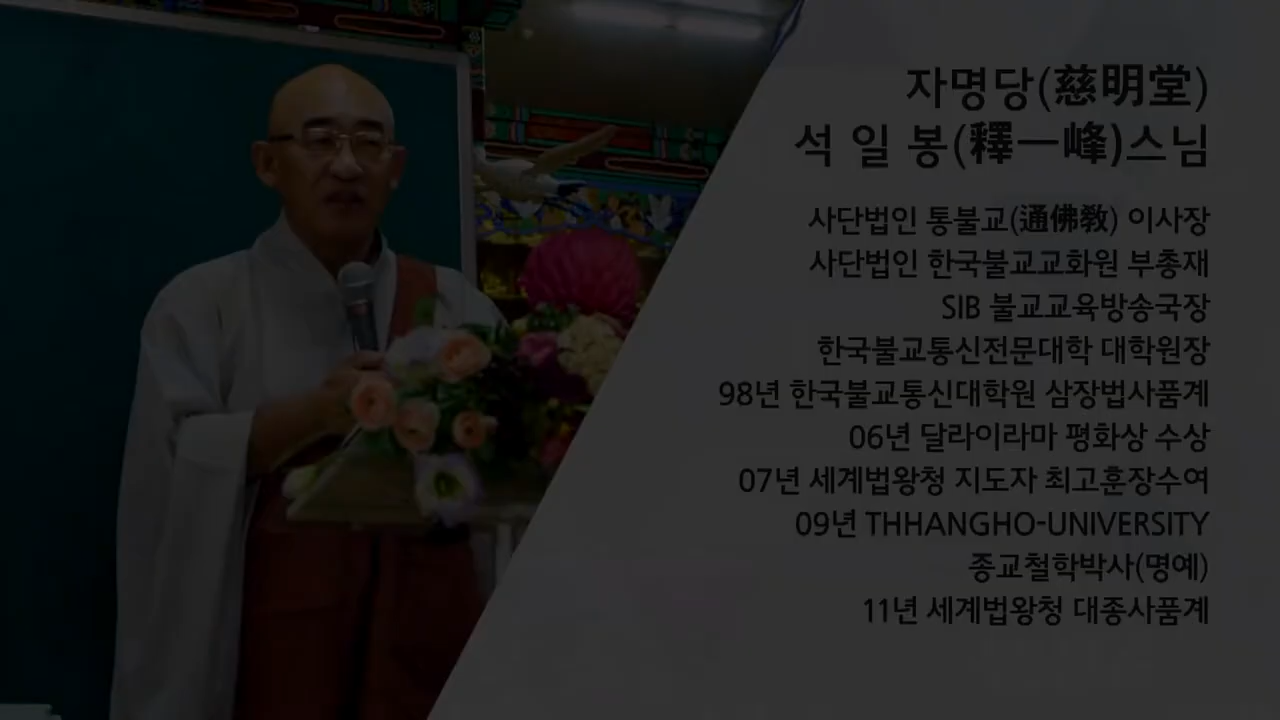 자명당(慈明堂)
석 일 봉(釋一峰)스님
사단법인 통불교(通佛敎) 이사장
사단법인 한국불교교화원 부총재
SIB 불교교육방송국장
한국불교통신전문대학 대학원장
98년 한국불교통신대학원 삼장법사품계
06년 달라이라마 평화상 수상
07년 세계법왕청 지도자 최고훈장수여
09년 THHANGHO-UNIVERSITY
종교철학박사(명예)
11년 세계법왕청 대종사품계